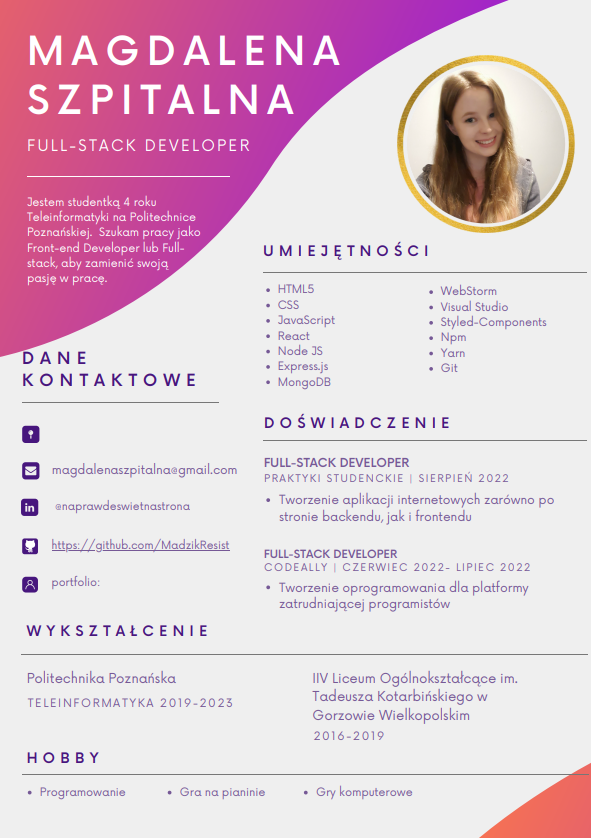 MAGDALENA
SZPITALNA
FULL-STACK DEVELOPER
Jestem studentką 4 roku
Teleinformatyki na Politechnice
Poznańskiej. Szukam pracy jako
Front-end Developer lub Full-
stack, aby zamienić swoją
pasję w pracę.
UMIEJĘTNOŚCI
• HTML5
• CSS
• JavaScript
• React
• Node JS
• Express.js
• MongoDB
• WebStorm
• Visual Studio
• Styled-Components
• Npm
• Yarn
• Git
DANE
KONTAKTOWE
magdalenaszpitalna@gmail.com
in
@naprawdeswietnastrona
https://github.com/MadzikResist
portfolio:
DOŚWIADCZENIE
FULL-STACK DEVELOPER
PRAKTYKI STUDENCKIE | SIERPIEŃ 2022
• Tworzenie aplikacji internetowych zarówno po
stronie backendu, jak i frontendu
FULL-STACK DEVELOPER
CODEALLY | CZERWIEC 2022- LIPIEC 2022
• Tworzenie oprogramowania dla platformy
zatrudniającej programistów
WYKSZTAŁCENIE
Politechnika Poznańska
TELEINFORMATYKA 2019-2023
IIV Liceum Ogólnokształcące im.
Tadeusza Kotarbińskiego w
Gorzowie Wielkopolskim
2016-2019
HOBBY
• Programowanie
• Gra na pianinie
• Gry komputerowe